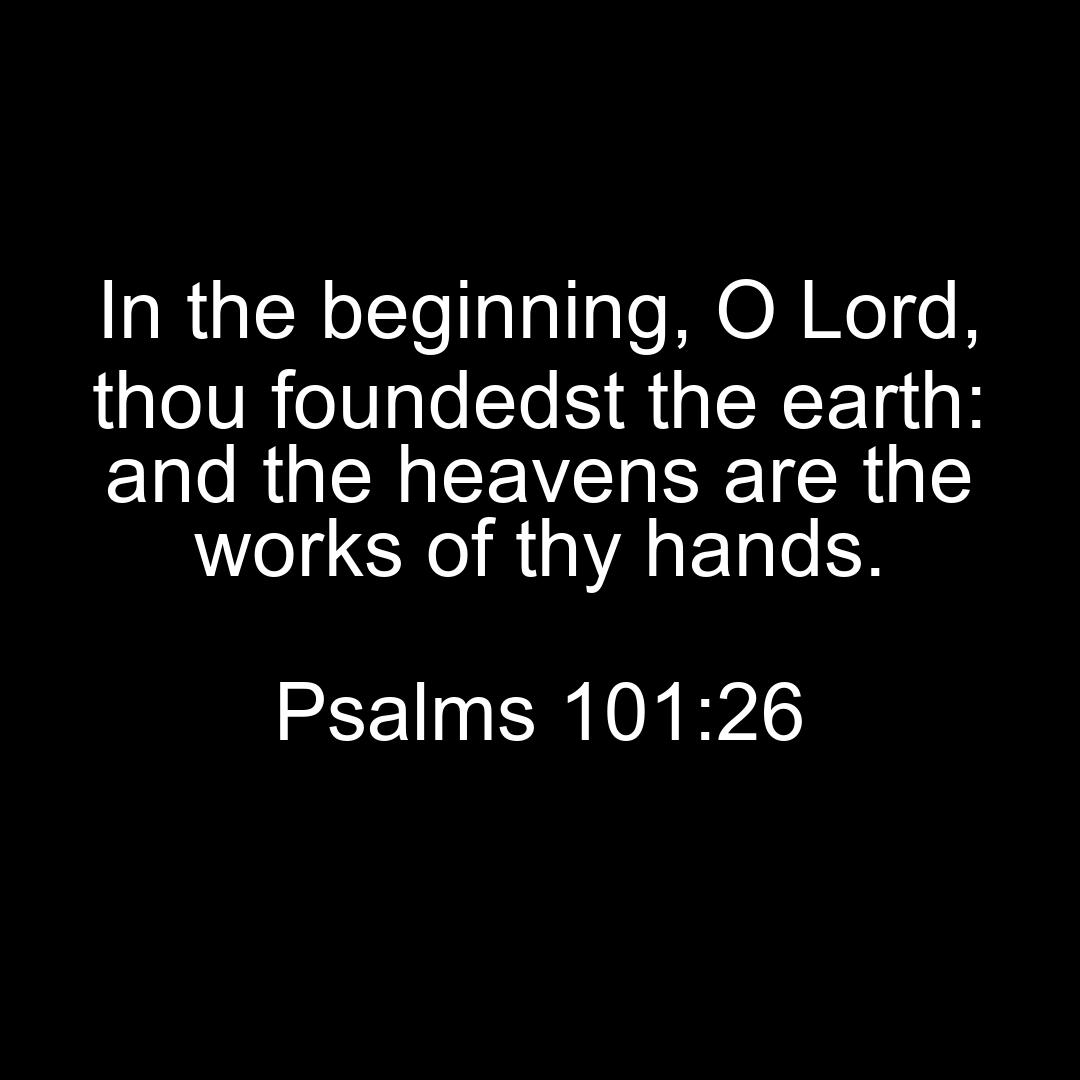 In the beginning, O Lord,
thou foundedst the earth:
and the heavens are the
works of thy hands.
Psalms 101:26